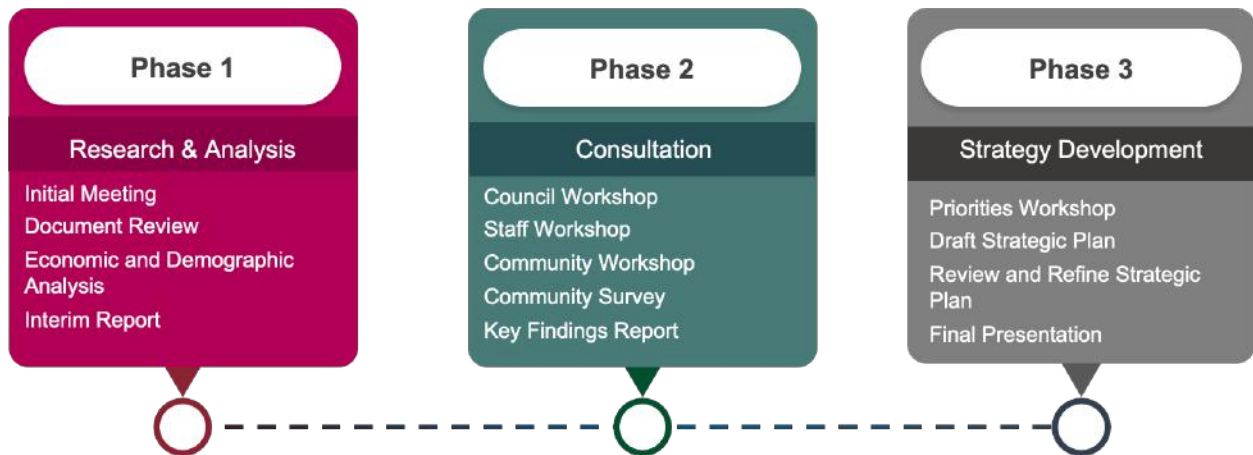 Phase 1
Research & Analysis
Initial Meeting
Document Review
Economic and Demographic
Analysis
Interim Report
Phase 2
Consultation
Council Workshop
Staff Workshop
Community Workshop
Community Survey
Key Findings Report
Phase 3
Strategy Development
Priorities Workshop
Draft Strategic Plan
Review and Refine Strategic
Plan
Final Presentation